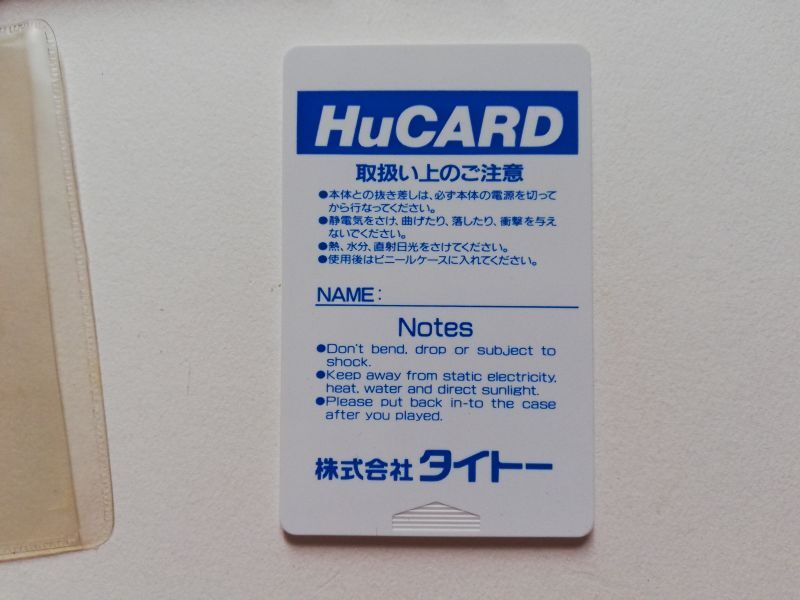 HuCARD
取扱い上のご注意
●本体との抜き差しは、必ず本体の電源を切って
から行なってください。
●静電気をさけ、曲げたり、落したり、衝撃を与え
ないでください。
●熱、水分、直射日光をさけてください。
●使用後はビニールケースに入れてください。
NAME:
Notes
●Don't bend, drop or subject to
shock.
●Keep away from static electricity,
heat, water and direct sunlight.
●Please put back in-to the case
after you played.
株式会社 タイトー